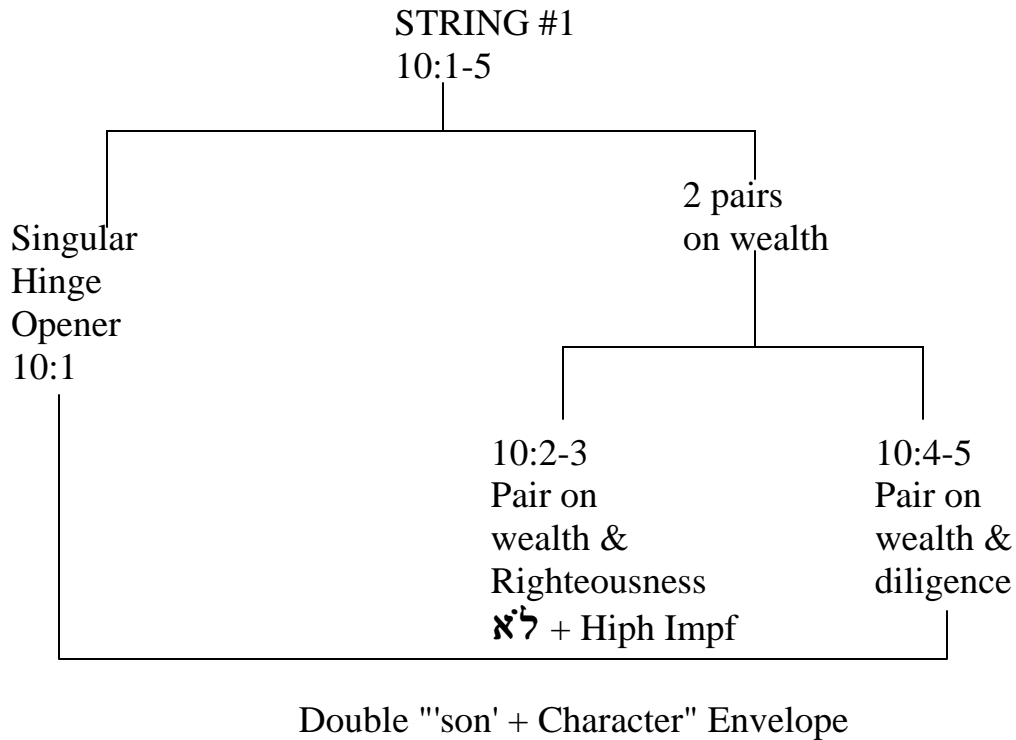 STRING #1
10:1-5
2 pairs
on wealth
Singular
Hinge
Opener
10:1
10:2-3
Pair on
wealth &
Righteousness
לֹא + Hiph Impf
10:4-5
Pair on
wealth &
diligence
Double "'son' + Character" Envelope